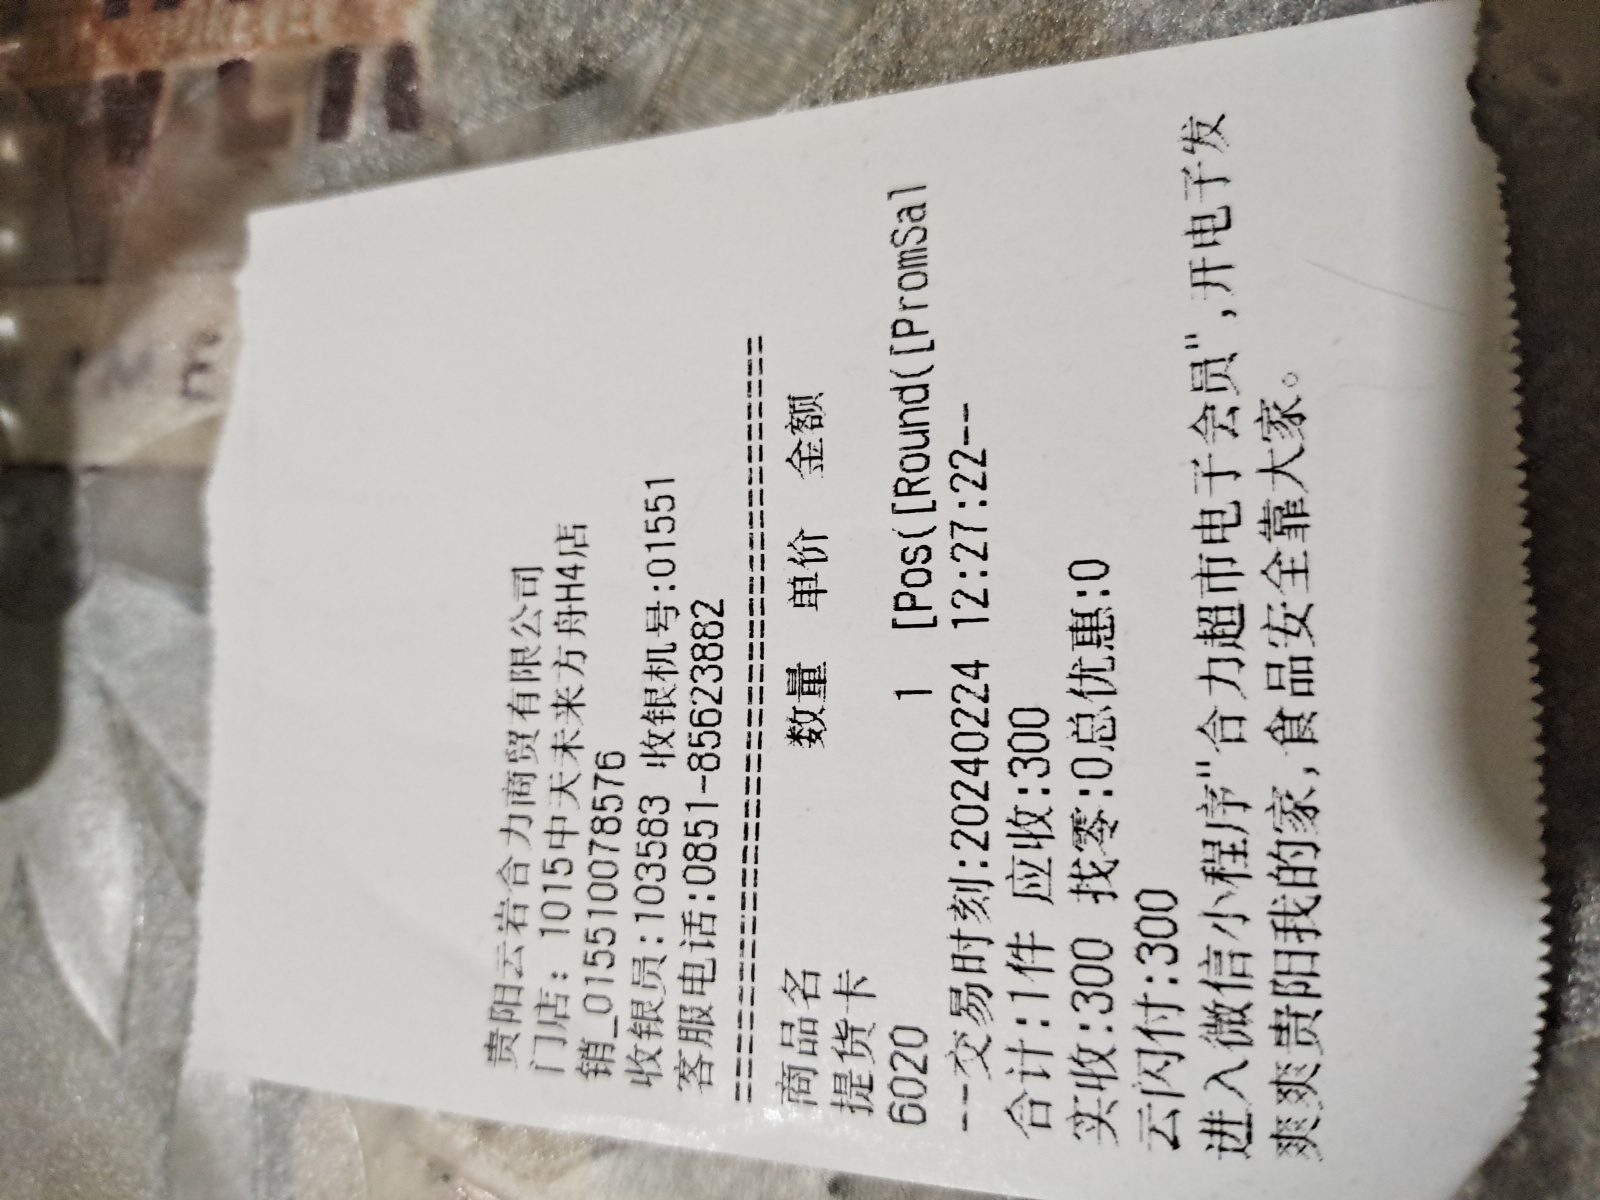 贵阳云岩合力商贸有限公司
门店: 1015中天未来方舟H4店
销_015510078576
收银员:103583 收银机号:01551
客服电话:0851-85623882
商品名 数量 单价 金额
提货卡
6020 1 [Pos([Round([PromSal
--交易时刻:20240224 12:27:22--
合计:1件 应收:300
实收:300 找零:0总优惠:0
云闪付:300
进入微信小程序"合力超市电子会员",开电子发
爽爽贵阳我的家,食品安全靠大家。